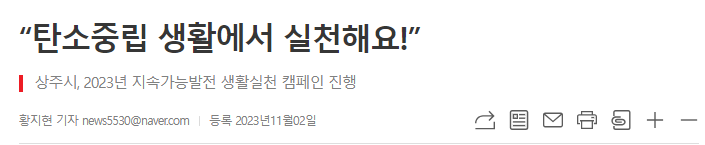 “탄소중립 생활에서 실천해요!”
상주시, 2023년 지속가능발전 생활실천 캠페인 진행
황지현 기자 news5530@naver.com | 등록 2023년11월02일